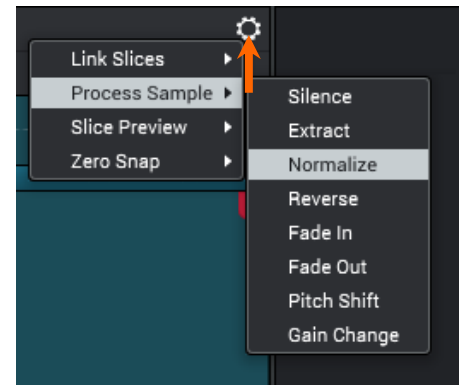 Link Slices
Process Sample
Slice Preview
Zero Snap
Silence
Extract
Normalize
Reverse
Fade In
Fade Out
Pitch Shift
Gain Change